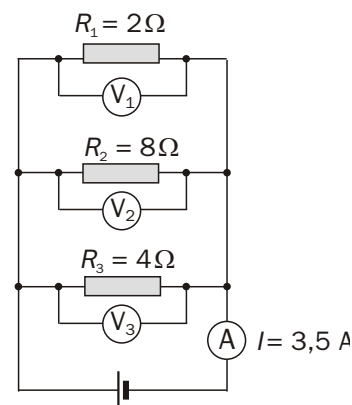 R₁ = 2Ω
V₁
R₂ = 8Ω
V₂
R₃ = 4Ω
V₃
A I = 3,5 A